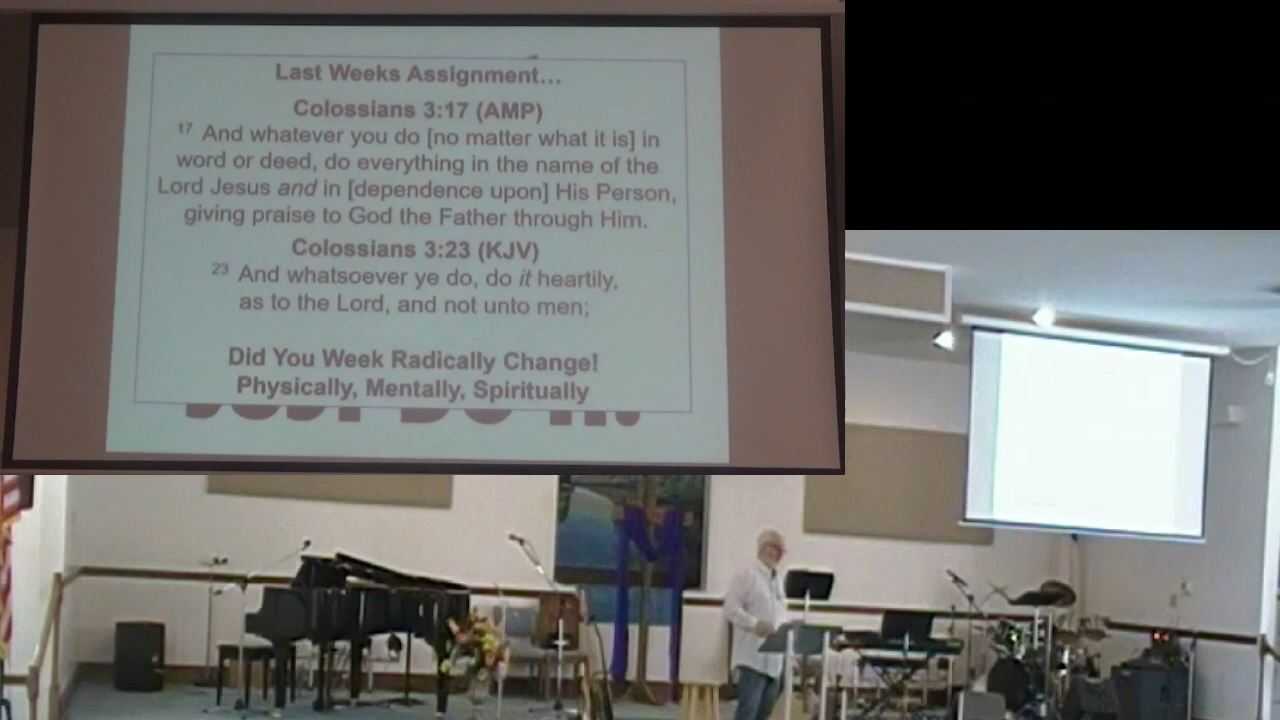 Last Weeks Assignment...
Colossians 3:17 (AMP)
17 And whatever you do [no matter what it is] in
word or deed, do everything in the name of the
Lord Jesus and in [dependence upon] His Person,
giving praise to God the Father through Him.
Colossians 3:23 (KJV)
23 And whatsoever ye do, do it heartily,
as to the Lord, and not unto men;
Did You Week Radically Change!
Physically, Mentally, Spiritually